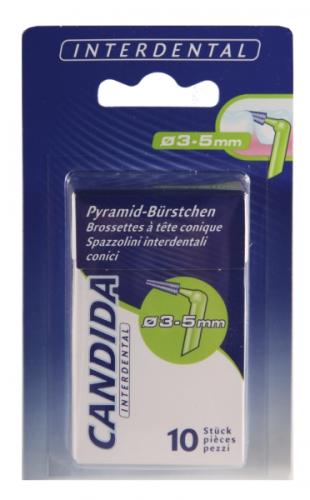 INTERDENTAL
ø3-5mm
Pyramid-Bürstchen
Brossettes à tête conique
Spazzolini interdentali
conici
ø3-5mm
CANDIDA
INTERDENTAL
10 Stück
pièces
pezzi